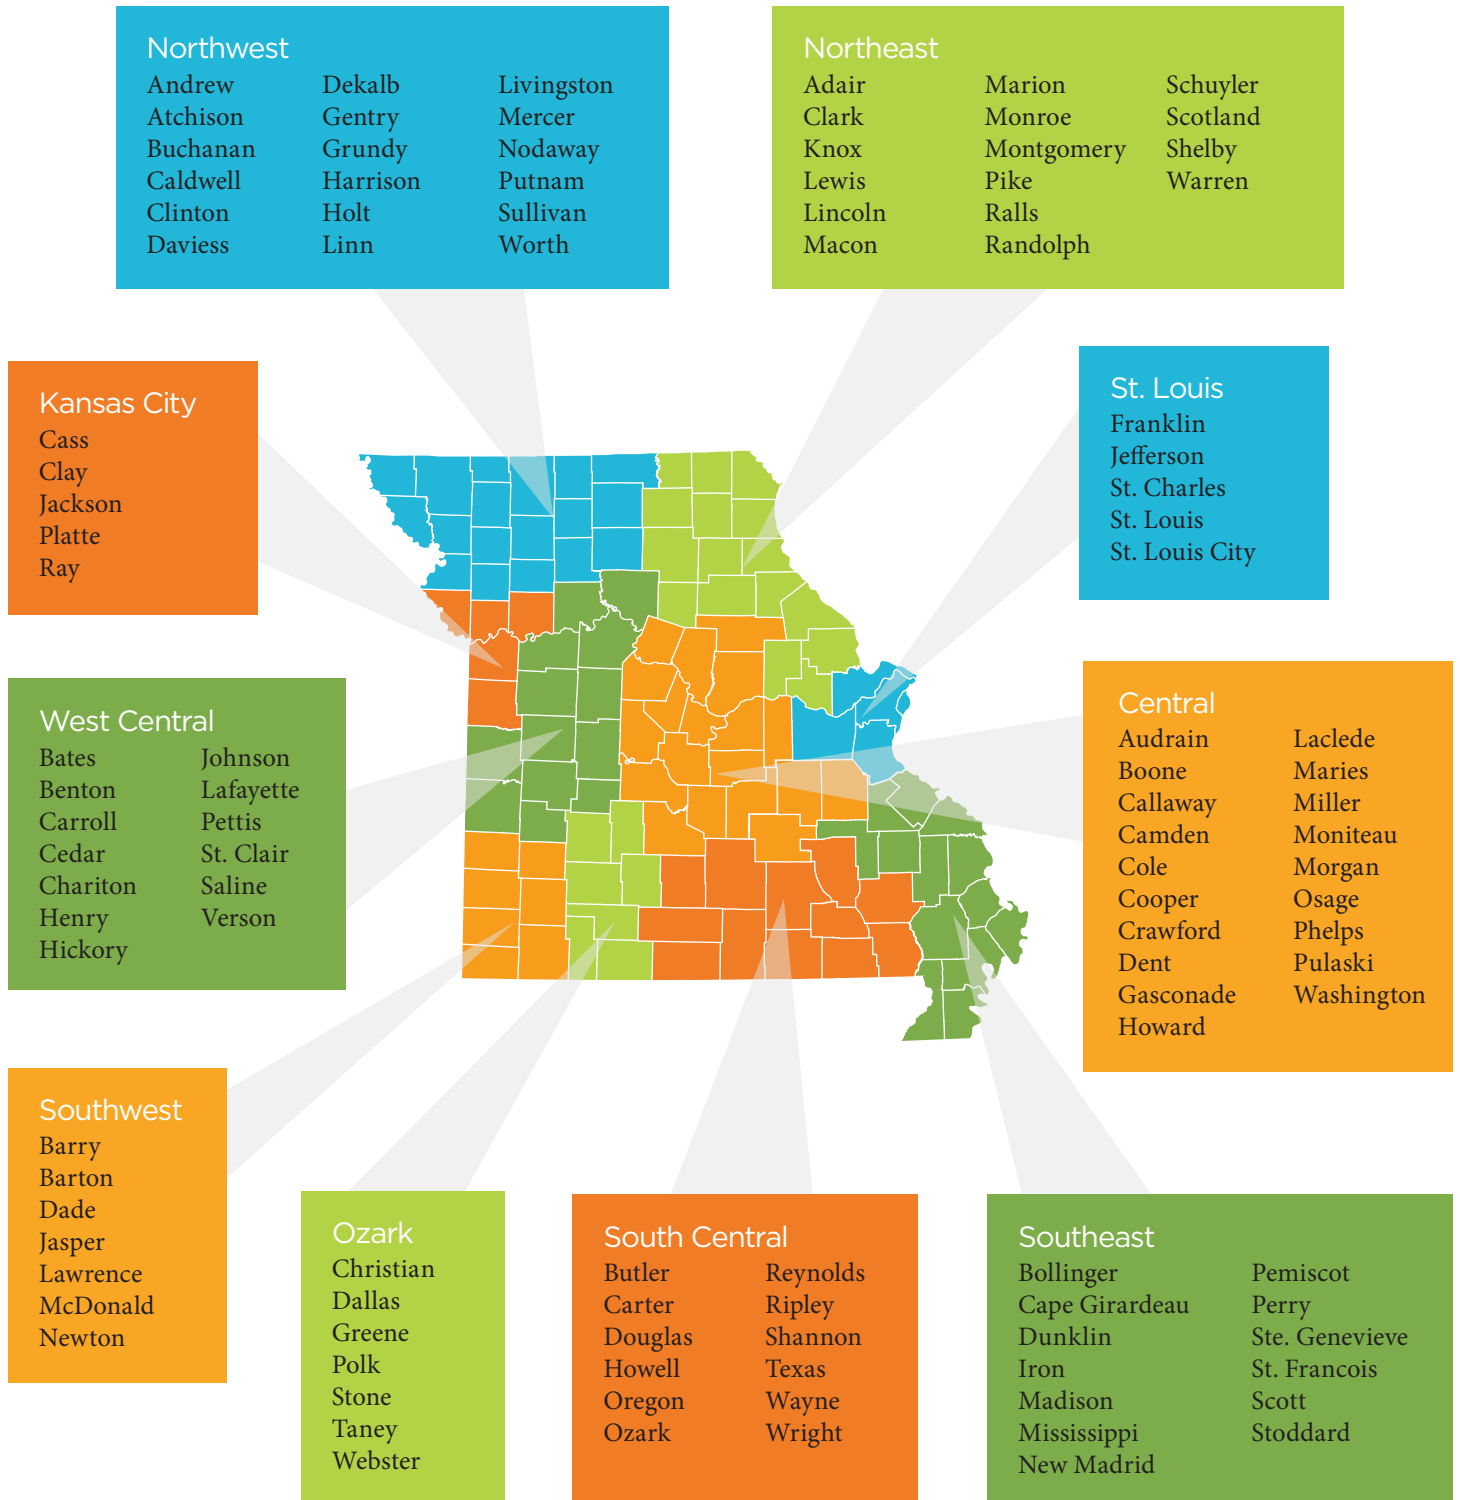 Northwest
Andrew
Atchison
Buchanan
Caldwell
Clinton
Daviess
Dekalb
Gentry
Grundy
Harrison
Holt
Linn
Livingston
Mercer
Nodaway
Putnam
Sullivan
Worth
Northeast
Adair
Clark
Knox
Lewis
Lincoln
Macon
Marion
Monroe
Montgomery
Pike
Ralls
Randolph
Schuyler
Scotland
Shelby
Warren
Kansas City
Cass
Clay
Jackson
Platte
Ray
St. Louis
Franklin
Jefferson
St. Charles
St. Louis
St. Louis City
West Central
Bates
Benton
Carroll
Cedar
Chariton
Henry
Hickory
Johnson
Lafayette
Pettis
St. Clair
Saline
Verson
Central
Audrain
Boone
Callaway
Camden
Cole
Cooper
Crawford
Dent
Gasconade
Howard
Laclede
Maries
Miller
Moniteau
Morgan
Osage
Phelps
Pulaski
Washington
Southwest
Barry
Barton
Dade
Jasper
Lawrence
McDonald
Newton
Ozark
Christian
Dallas
Greene
Polk
Stone
Taney
Webster
South Central
Butler
Carter
Douglas
Howell
Oregon
Ozark
Reynolds
Ripley
Shannon
Texas
Wayne
Wright
Southeast
Bollinger
Cape Girardeau
Dunklin
Iron
Madison
Mississippi
New Madrid
Pemiscot
Perry
Ste. Genevieve
St. Francois
Scott
Stoddard